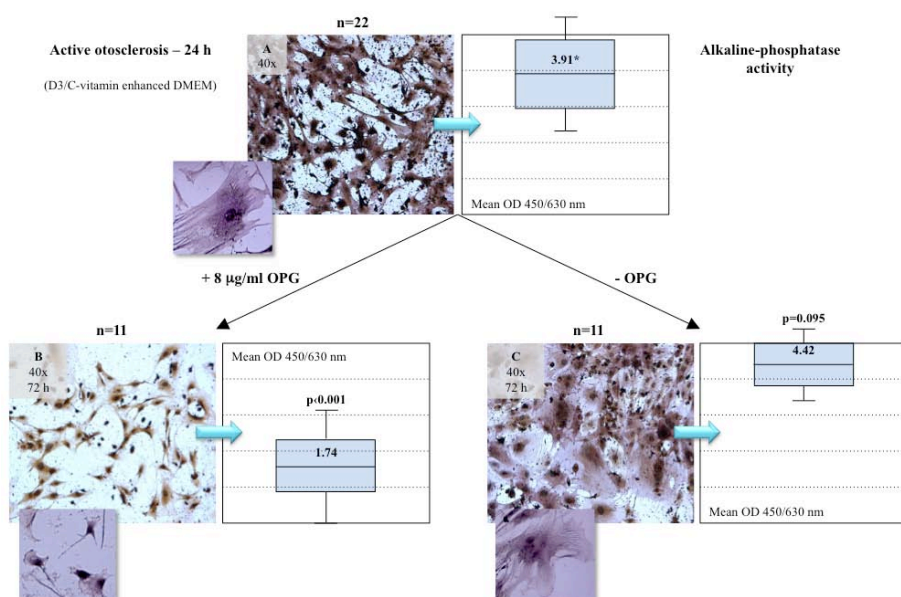 n=22
Active otosclerosis – 24 h
(D3/C-vitamin enhanced DMEM)
A
40x
3.91*
Alkaline-phosphatase
activity
Mean OD 450/630 nm
+ 8 µg/ml OPG
- OPG
n=11
B
40x
72 h
Mean OD 450/630 nm
p<0.001
1.74
n=11
C
40x
72 h
p=0.095
4.42
Mean OD 450/630 nm